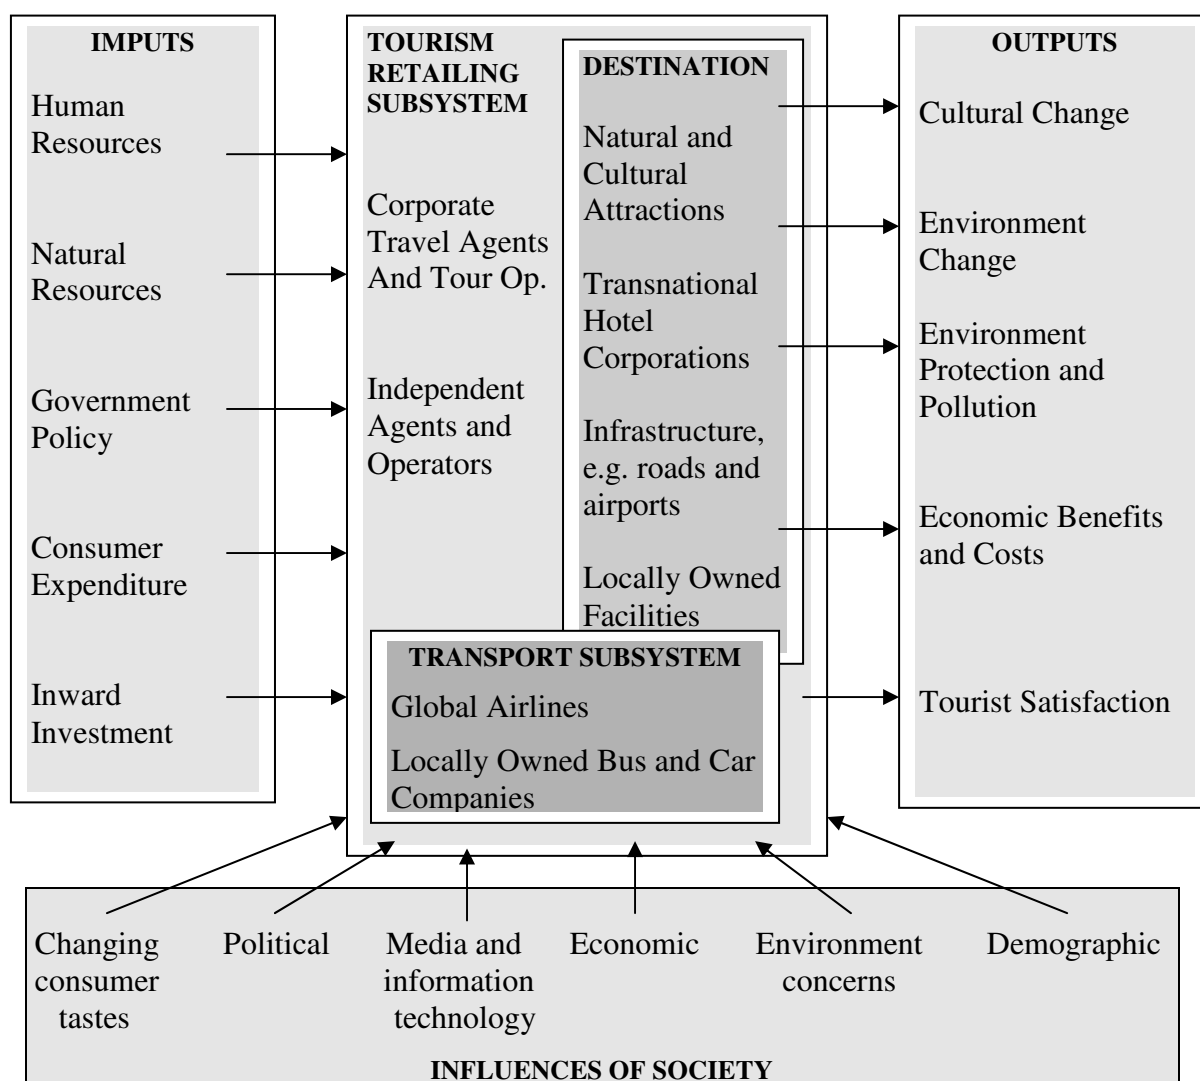 IMPUTS
Human
Resources
Natural
Resources
Government
Policy
Consumer
Expenditure
Inward
Investment
TOURISM
RETAILING
SUBSYSTEM
Corporate
Travel Agents
And Tour Op.
Independent
Agents and
Operators
DESTINATION
Natural and
Cultural
Attractions
Transnational
Hotel
Corporations
Infrastructure,
e.g. roads and
airports
Locally Owned
Facilities
TRANSPORT SUBSYSTEM
Global Airlines
Locally Owned Bus and Car
Companies
OUTPUTS
Cultural Change
Environment
Change
Environment
Protection and
Pollution
Economic Benefits
and Costs
Tourist Satisfaction
Changing
consumer
tastes
Political
Media and
information
technology
Economic
Environment
concerns
Demographic
INFLUENCES OF SOCIETY